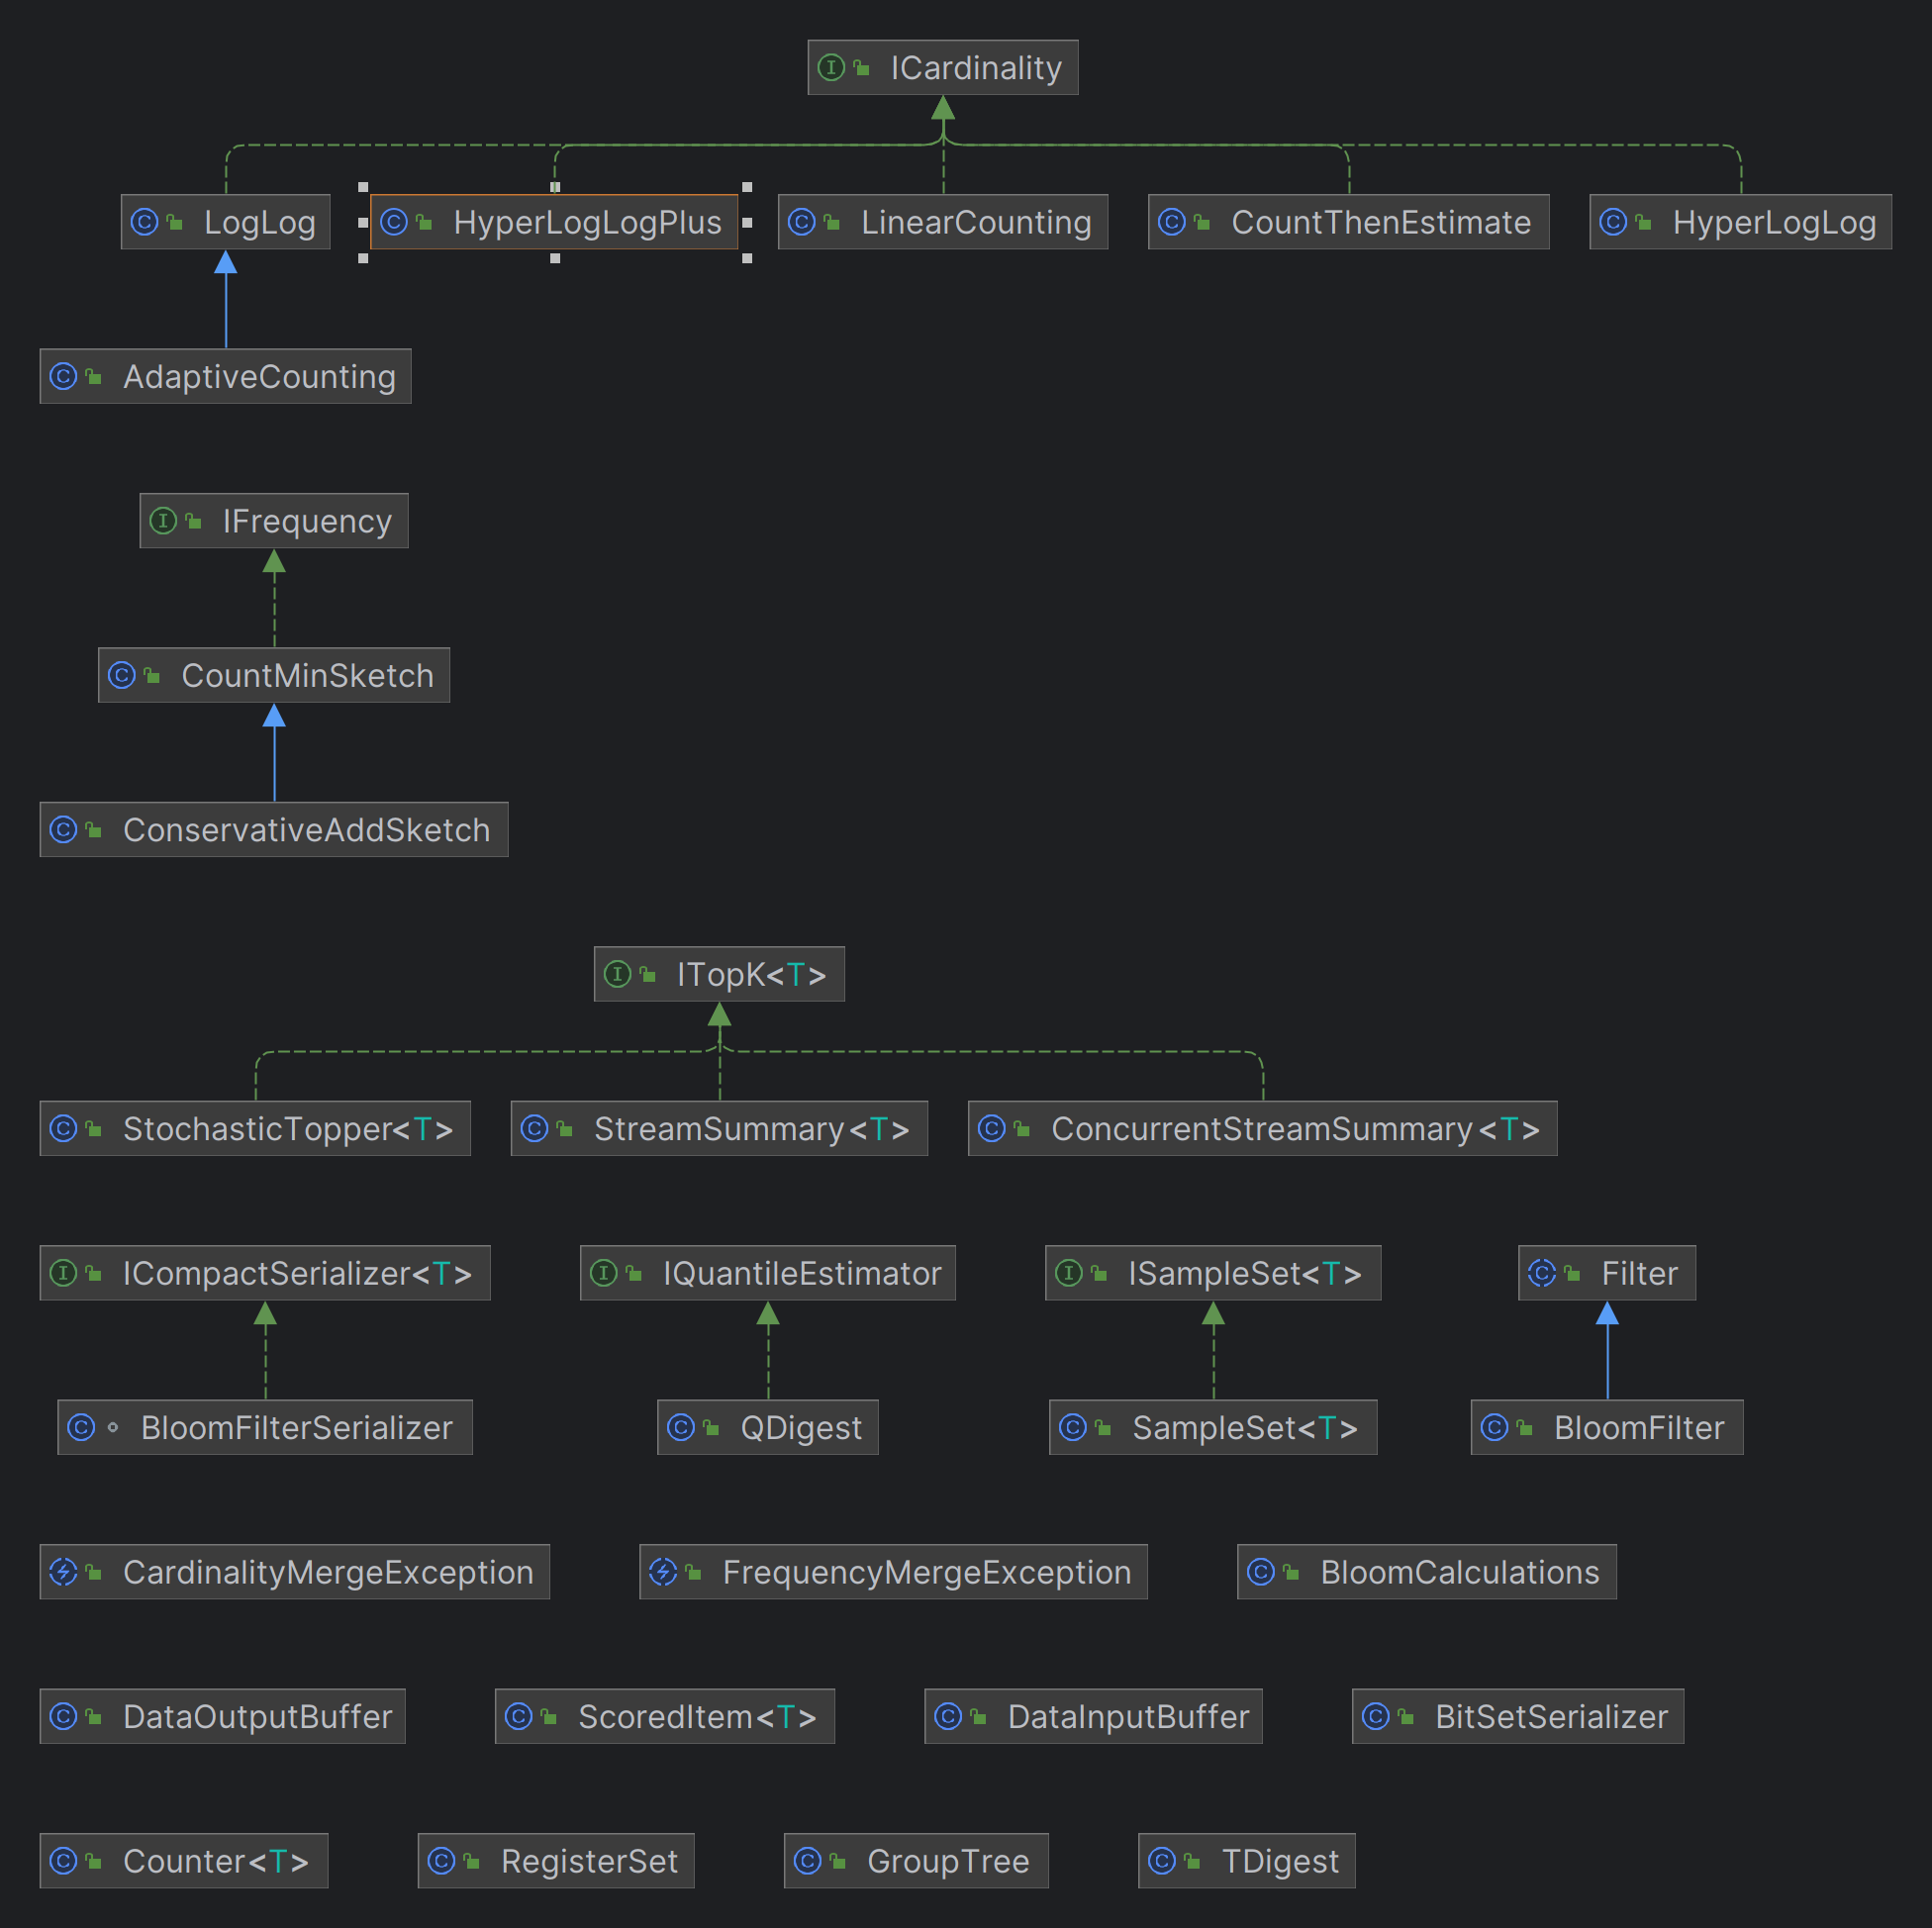 ICardinality
LogLog
HyperLogLogPlus
LinearCounting
CountThenEstimate
HyperLogLog
AdaptiveCounting
IFrequency
CountMinSketch
ConservativeAddSketch
ITopK<T>
StochasticTopper<T>
StreamSummary<T>
ConcurrentStreamSummary<T>
ICompactSerializer<T>
IQuantileEstimator
ISampleSet<T>
Filter
BloomFilterSerializer
QDigest
SampleSet<T>
BloomFilter
CardinalityMergeException
FrequencyMergeException
BloomCalculations
DataOutputBuffer
ScoredItem<T>
DataInputBuffer
BitSetSerializer
Counter<T>
RegisterSet
GroupTree
TDigest